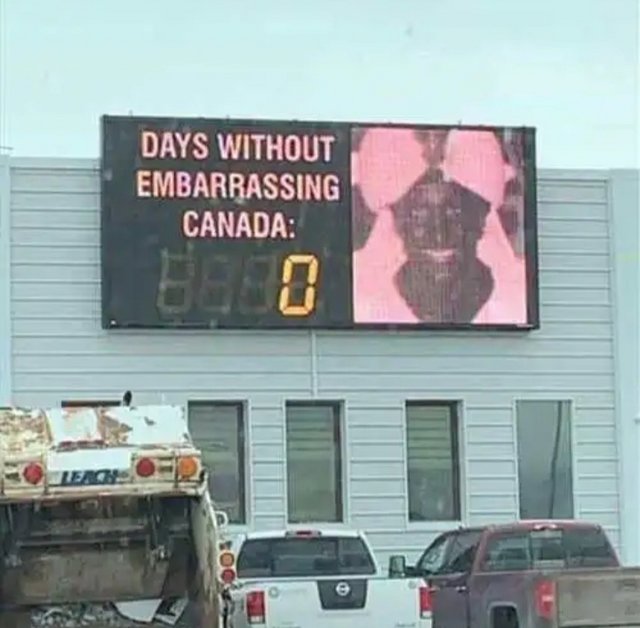 DAYS WITHOUT
EMBARRASSING
CANADA:
0
LEACH